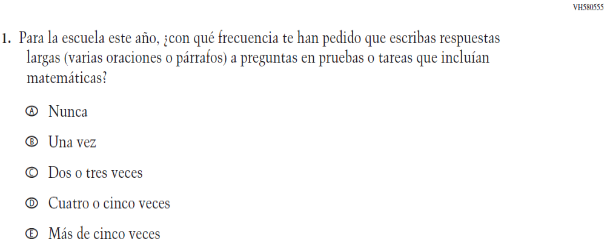 VH580555
1. Para la escuela este año, ¿con qué frecuencia te han pedido que escribas respuestas
largas (varias oraciones o párrafos) a preguntas en pruebas o tareas que incluían
matemáticas?
Ⓐ Nunca
Ⓑ Una vez
Ⓒ Dos o tres veces
Ⓓ Cuatro o cinco veces
Ⓔ Más de cinco veces